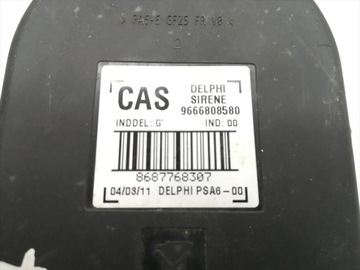 > PA6-6 GF25 FR V0 <
2
CAS
DELPHI
SIRENE
9666808580
INDDEL: G'
IND: 00
8687768307
04/03/11 DELPHI PSA6-00